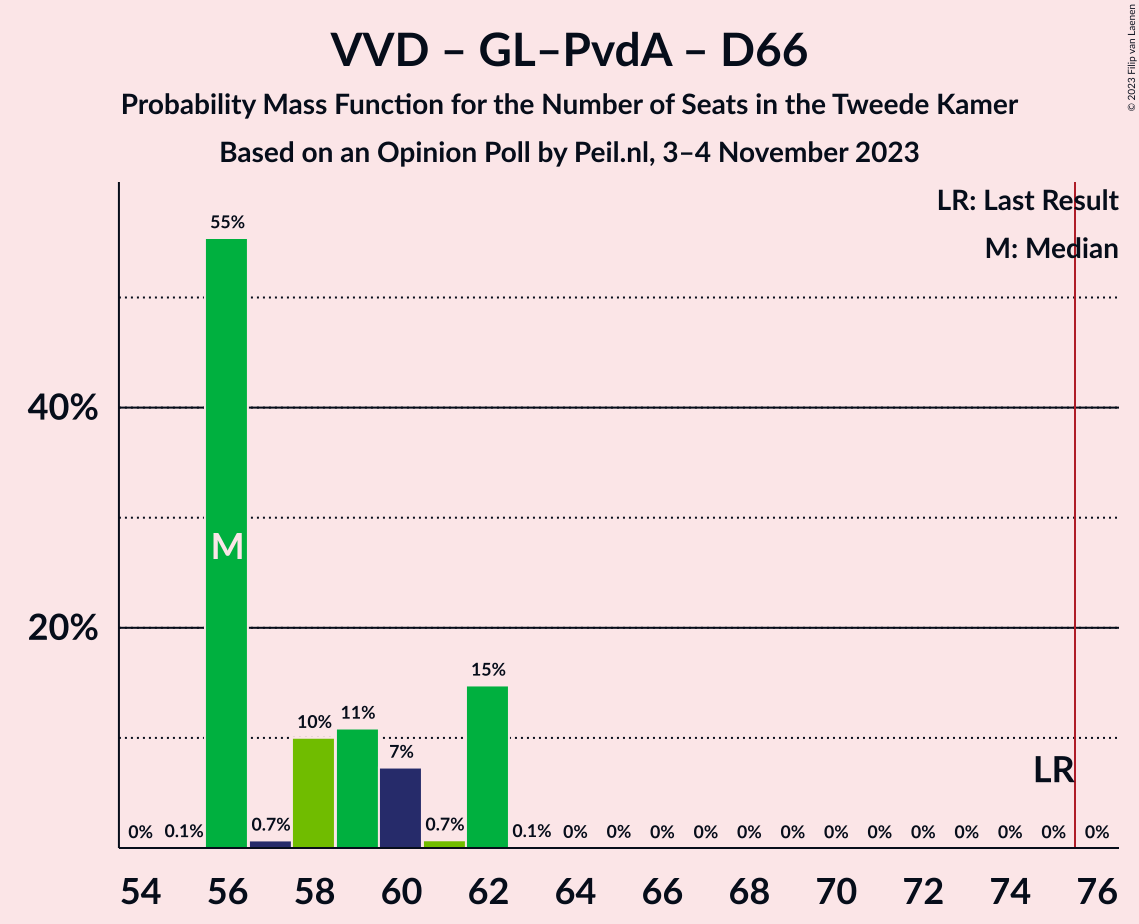 VVD – GL–PvdA – D66
Probability Mass Function for the Number of Seats in the Tweede Kamer
Based on an Opinion Poll by Peil.nl, 3–4 November 2023
© 2023 Filip van Laenen
LR: Last Result
M: Median
55%
40%
M
20%
15%
10% 11%
7%
LR
0% 0.1% 0.7% 0.7% 0.1% 0% 0% 0% 0% 0% 0% 0% 0% 0% 0% 0% 0% 0%
54 56 58 60 62 64 66 68 70 72 74 76